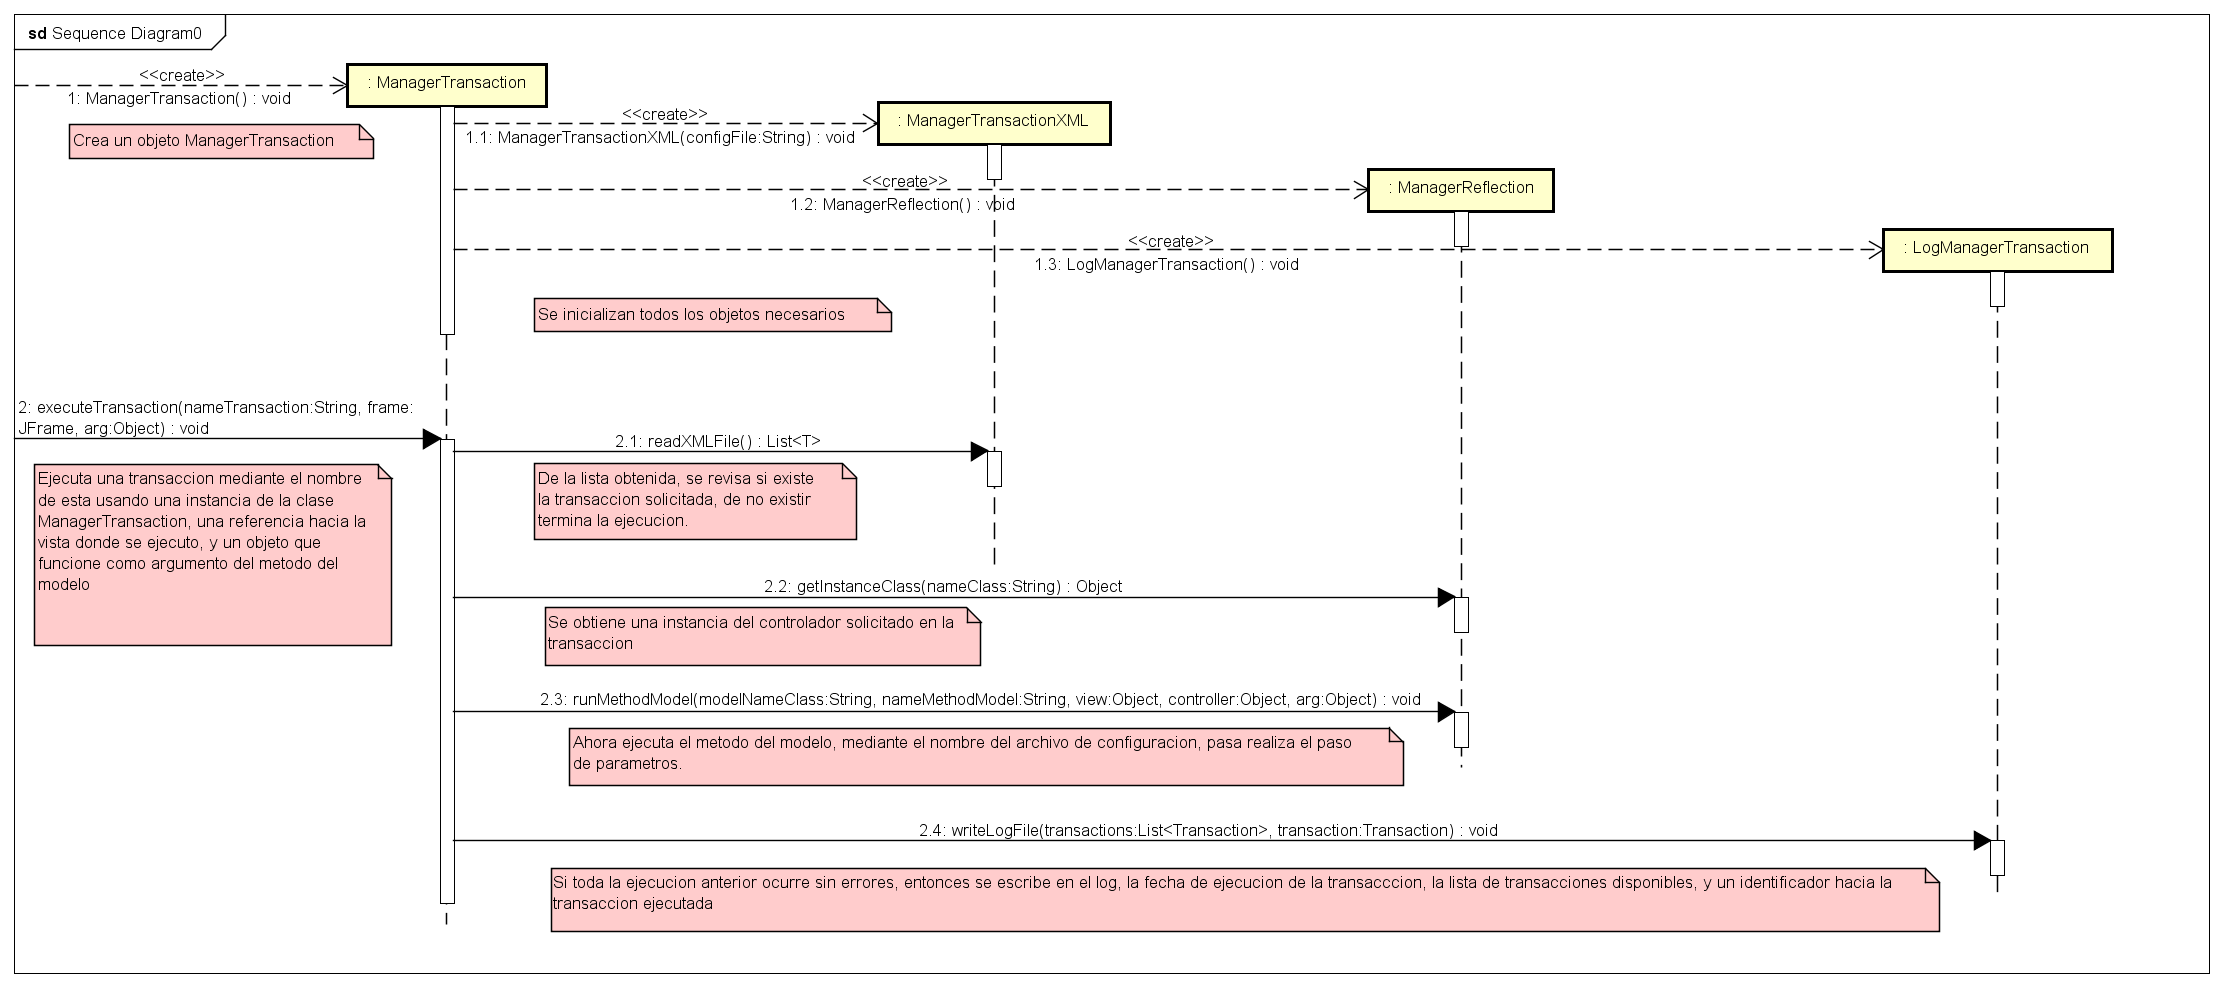 sd Sequence Diagram0
<<create>>
: ManagerTransaction
1: ManagerTransaction() : void
<<create>>
: ManagerTransactionXML
1.1: ManagerTransactionXML(configFile:String) : void
Crea un objeto ManagerTransaction
<<create>>
: ManagerReflection
1.2: ManagerReflection() : void
<<create>>
: LogManagerTransaction
1.3: LogManagerTransaction() : void
Se inicializan todos los objetos necesarios
2: executeTransaction(nameTransaction:String, frame:
JFrame, arg:Object) : void
2.1: readXMLFile() : List<T>
Ejecuta una transaccion mediante el nombre
de esta usando una instancia de la clase
ManagerTransaction, una referencia hacia la
vista donde se ejecuto, y un objeto que
funcione como argumento del metodo del
modelo
De la lista obtenida, se revisa si existe
la transaccion solicitada, de no existir
termina la ejecucion.
2.2: getInstanceClass(nameClass:String) : Object
Se obtiene una instancia del controlador solicitado en la
transaccion
2.3: runMethodModel(modelNameClass:String, nameMethodModel:String, view:Object, controller:Object, arg:Object) : void
Ahora ejecuta el metodo del modelo, mediante el nombre del archivo de configuracion, pasa realiza el paso
de parametros.
2.4: writeLogFile(transactions:List<Transaction>, transaction:Transaction) : void
Si toda la ejecucion anterior ocurre sin errores, entonces se escribe en el log, la fecha de ejecucion de la transacccion, la lista de transacciones disponibles, y un identificador hacia la
transaccion ejecutada